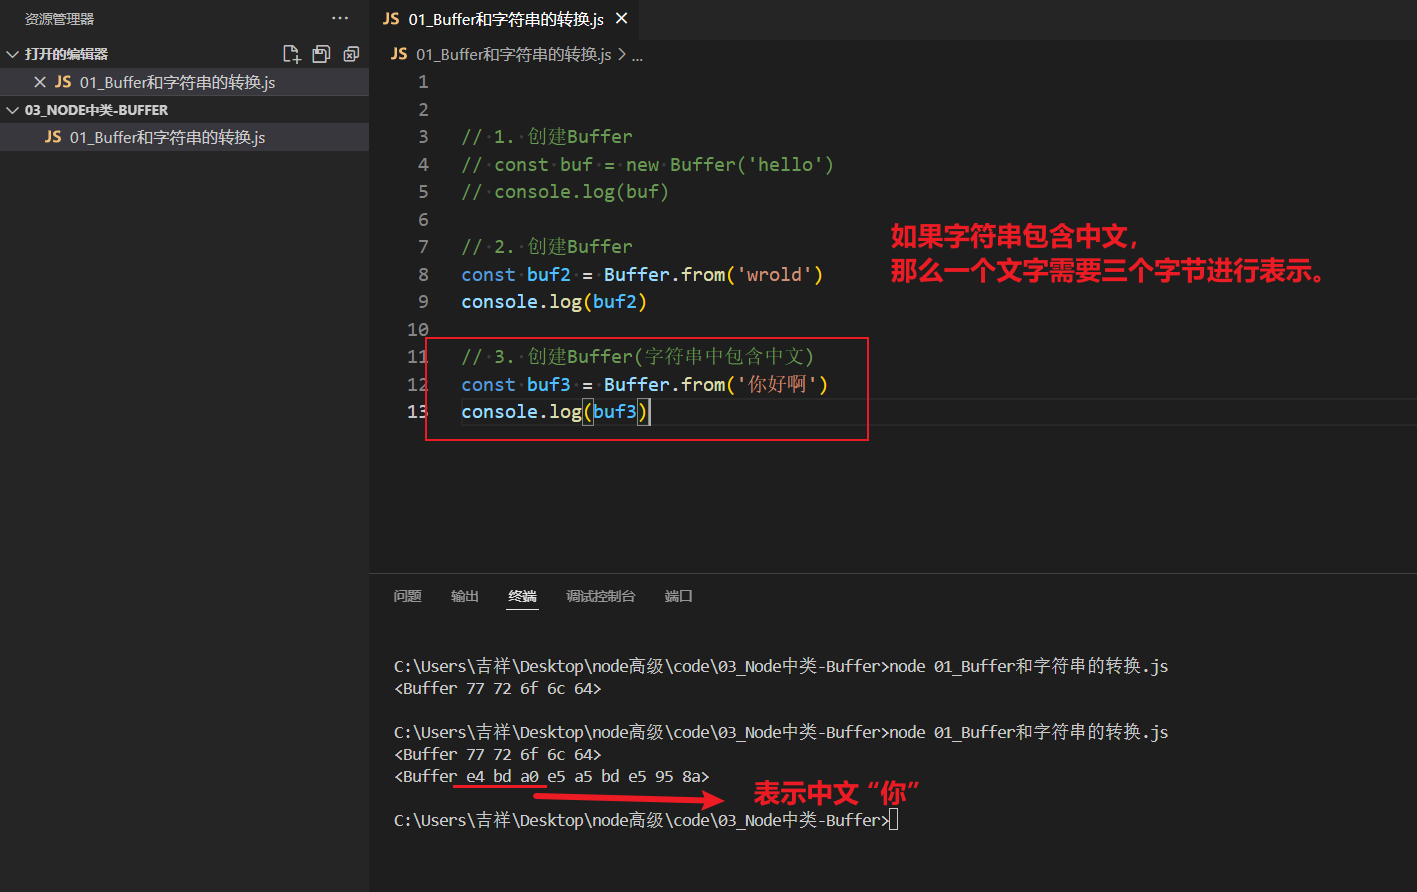 资源管理器 ···
打开的编辑器
JS 01_Buffer和字符串的转换.js
03_NODE中类-BUFFER
JS 01_Buffer和字符串的转换.js
JS 01_Buffer和字符串的转换.js
JS 01_Buffer和字符串的转换.js > ...
1
2
3 // 1. 创建Buffer
4 // const buf = new Buffer('hello')
5 // console.log(buf)
6
7 // 2. 创建Buffer
8 const buf2 = Buffer.from('wrold')
9 console.log(buf2)
10
11 // 3. 创建Buffer(字符串中包含中文)
12 const buf3 = Buffer.from('你好啊')
13 console.log(buf3)
如果字符串包含中文，
那么一个文字需要三个字节进行表示。
问题 输出 终端 调试控制台 端口
C:\Users\吉祥\Desktop\node高级\code\03_Node中类-Buffer>node 01_Buffer和字符串的转换.js
<Buffer 77 72 6f 6c 64>
C:\Users\吉祥\Desktop\node高级\code\03_Node中类-Buffer>node 01_Buffer和字符串的转换.js
<Buffer 77 72 6f 6c 64>
<Buffer e4 bd a0 e5 a5 bd e5 95 8a>
表示中文 “你”
C:\Users\吉祥\Desktop\node高级\code\03_Node中类-Buffer>